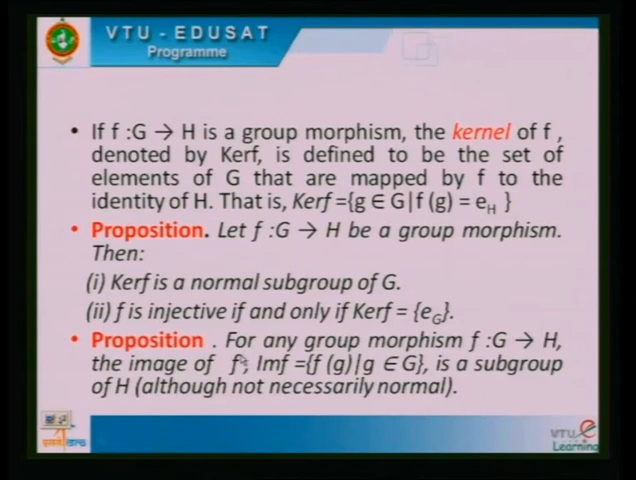 VTU - EDUSAT
Programme
• If f :G → H is a group morphism, the kernel of f ,
denoted by Kerf, is defined to be the set of
elements of G that are mapped by f to the
identity of H. That is, Kerf ={g ∈ G|f (g) = eH }
• Proposition. Let f :G → H be a group morphism.
Then:
(i) Kerf is a normal subgroup of G.
(ii) f is injective if and only if Kerf = {eG}.
• Proposition . For any group morphism f :G → H,
the image of f, Imf ={f (g)|g ∈ G}, is a subgroup
of H (although not necessarily normal).
VTU e
Learning